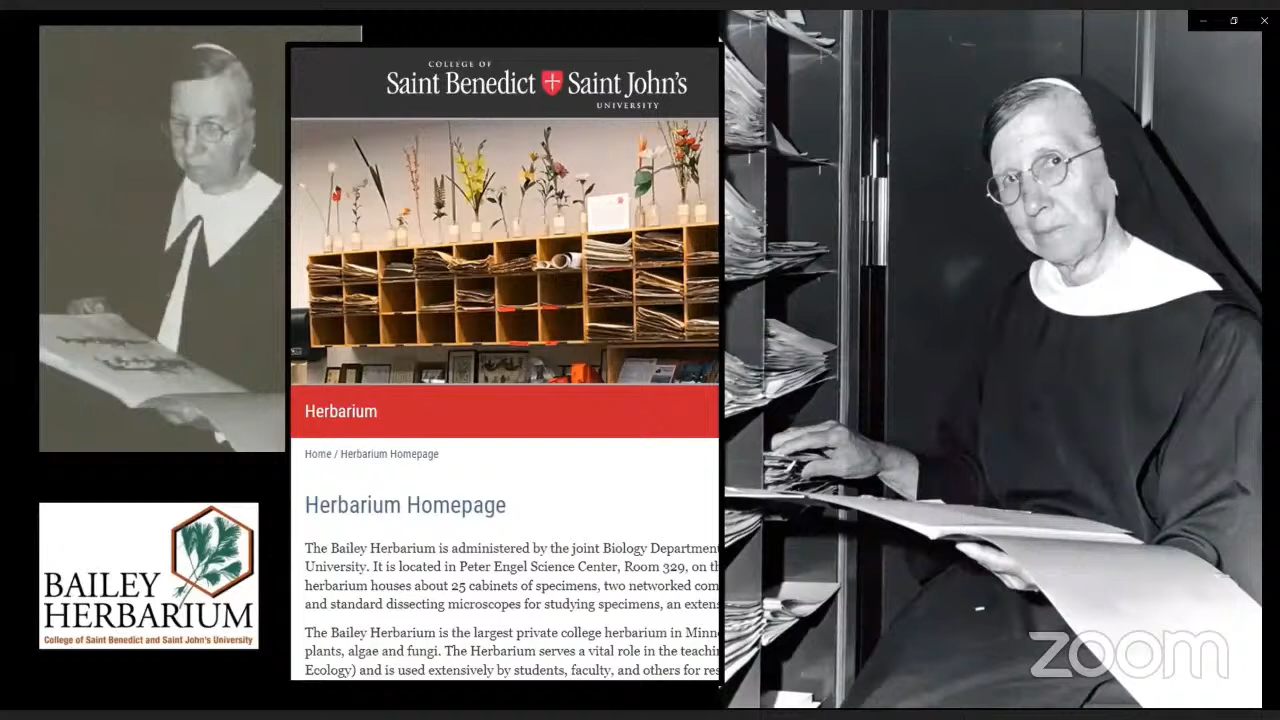 COLLEGE OF
Saint Benedict Saint John's
UNIVERSITY
Herbarium
Home / Herbarium Homepage
Herbarium Homepage
The Bailey Herbarium is administered by the joint Biology Department
University. It is located in Peter Engel Science Center, Room 329, on th
herbarium houses about 25 cabinets of specimens, two networked com
and standard dissecting microscopes for studying specimens, an extens
The Bailey Herbarium is the largest private college herbarium in Minne
plants, algae and fungi. The Herbarium serves a vital role in the teachin
Ecology) and is used extensively by students, faculty, and others for res
BAILEY
HERBARIUM
College of Saint Benedict and Saint John's University
zoom